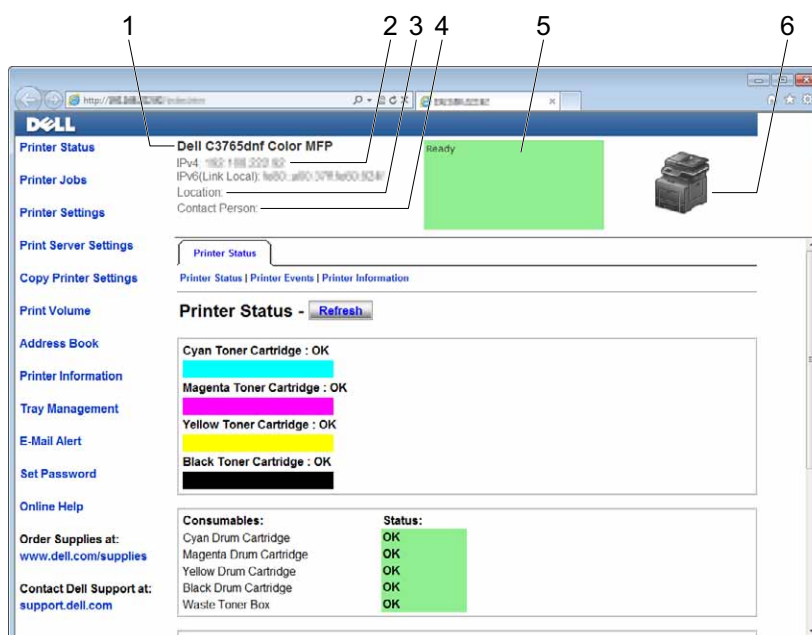 1 2 3 4 5 6
http://
DELL
Printer Status
Printer Jobs
Printer Settings
Print Server Settings
Copy Printer Settings
Print Volume
Address Book
Printer Information
Tray Management
E-Mail Alert
Set Password
Online Help
Order Supplies at:
www.dell.com/supplies
Contact Dell Support at:
support.dell.com
Dell C3765dnf Color MFP
IPv4:
IPv6(Link Local):
Location:
Contact Person:
Ready
Printer Status
Printer Status | Printer Events | Printer Information
Printer Status - Refresh
Cyan Toner Cartridge : OK
Magenta Toner Cartridge : OK
Yellow Toner Cartridge : OK
Black Toner Cartridge : OK
Consumables: Status:
Cyan Drum Cartridge OK
Magenta Drum Cartridge OK
Yellow Drum Cartridge OK
Black Drum Cartridge OK
Waste Toner Box OK